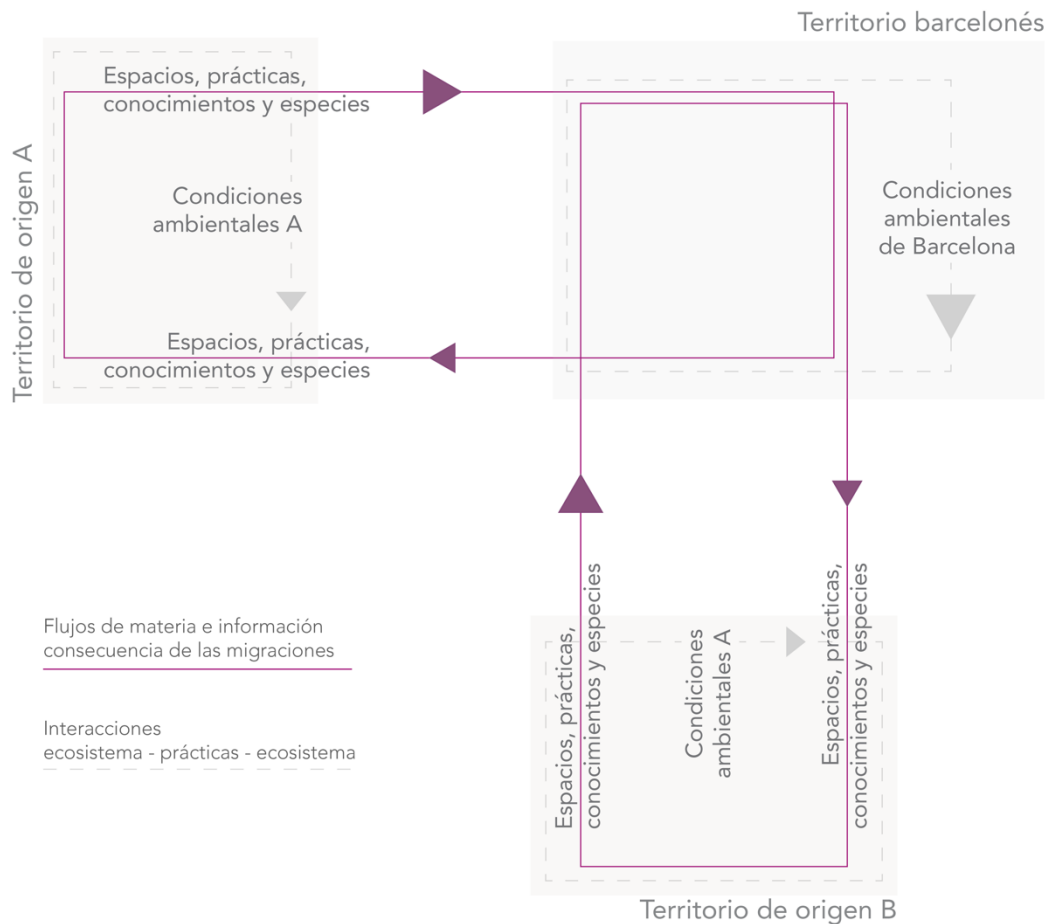 Territorio barcelonés
Territorio de origen A
Espacios, prácticas,
conocimientos y especies
Condiciones
ambientales A
Espacios, prácticas,
conocimientos y especies
Condiciones
ambientales
de Barcelona
Espacios, prácticas,
conocimientos y especies
Condiciones
ambientales A
Espacios, prácticas,
conocimientos y especies
Territorio de origen B
Flujos de materia e información
consecuencia de las migraciones
Interacciones
ecosistema - prácticas - ecosistema